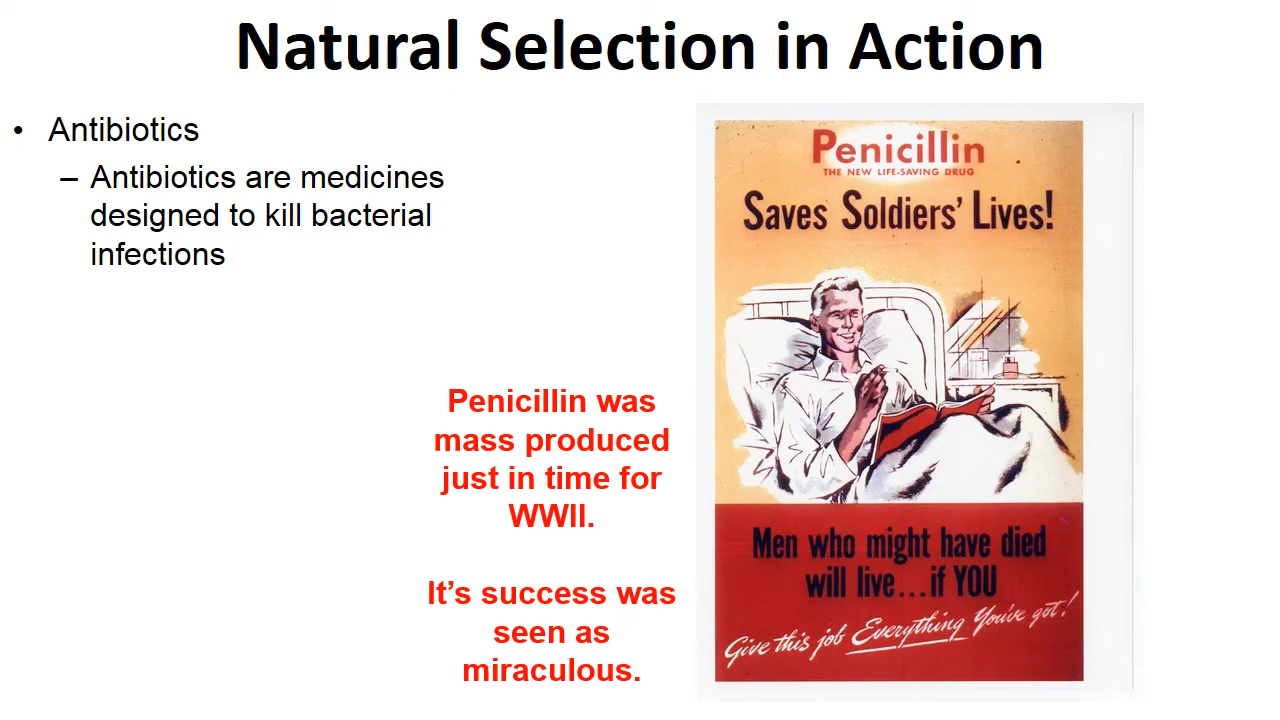 Natural Selection in Action
• Antibiotics
– Antibiotics are medicines
designed to kill bacterial
infections
Penicillin was
mass produced
just in time for
WWII.
It’s success was
seen as
miraculous.
Penicillin
THE NEW LIFE-SAVING DRUG
Saves Soldiers’ Lives!
Men who might have died
will live...if YOU
Give this job Everything You’ve got!